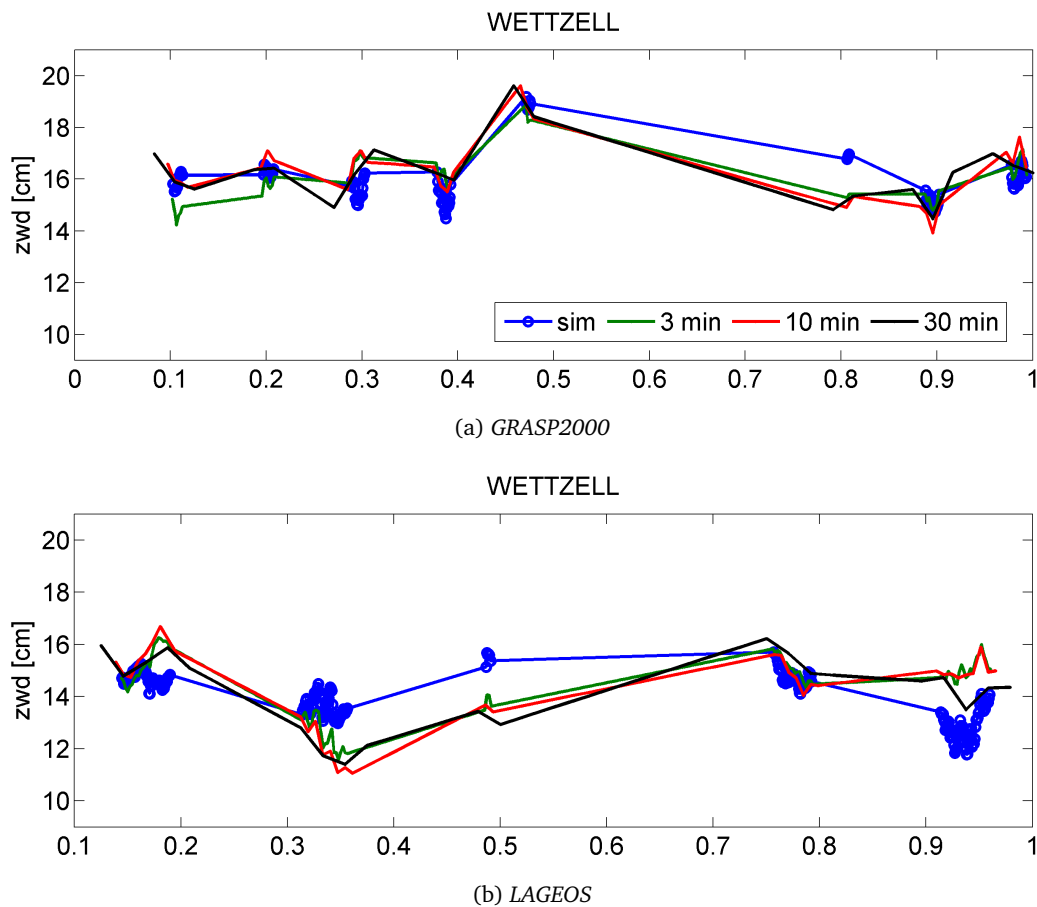 WETTZELL
20
18
16
14
12
10
zwd [cm]
sim 3 min 10 min 30 min
0 0.1 0.2 0.3 0.4 0.5 0.6 0.7 0.8 0.9 1
(a) GRASP2000
WETTZELL
20
18
16
14
12
10
zwd [cm]
0.1 0.2 0.3 0.4 0.5 0.6 0.7 0.8 0.9 1
(b) LAGEOS